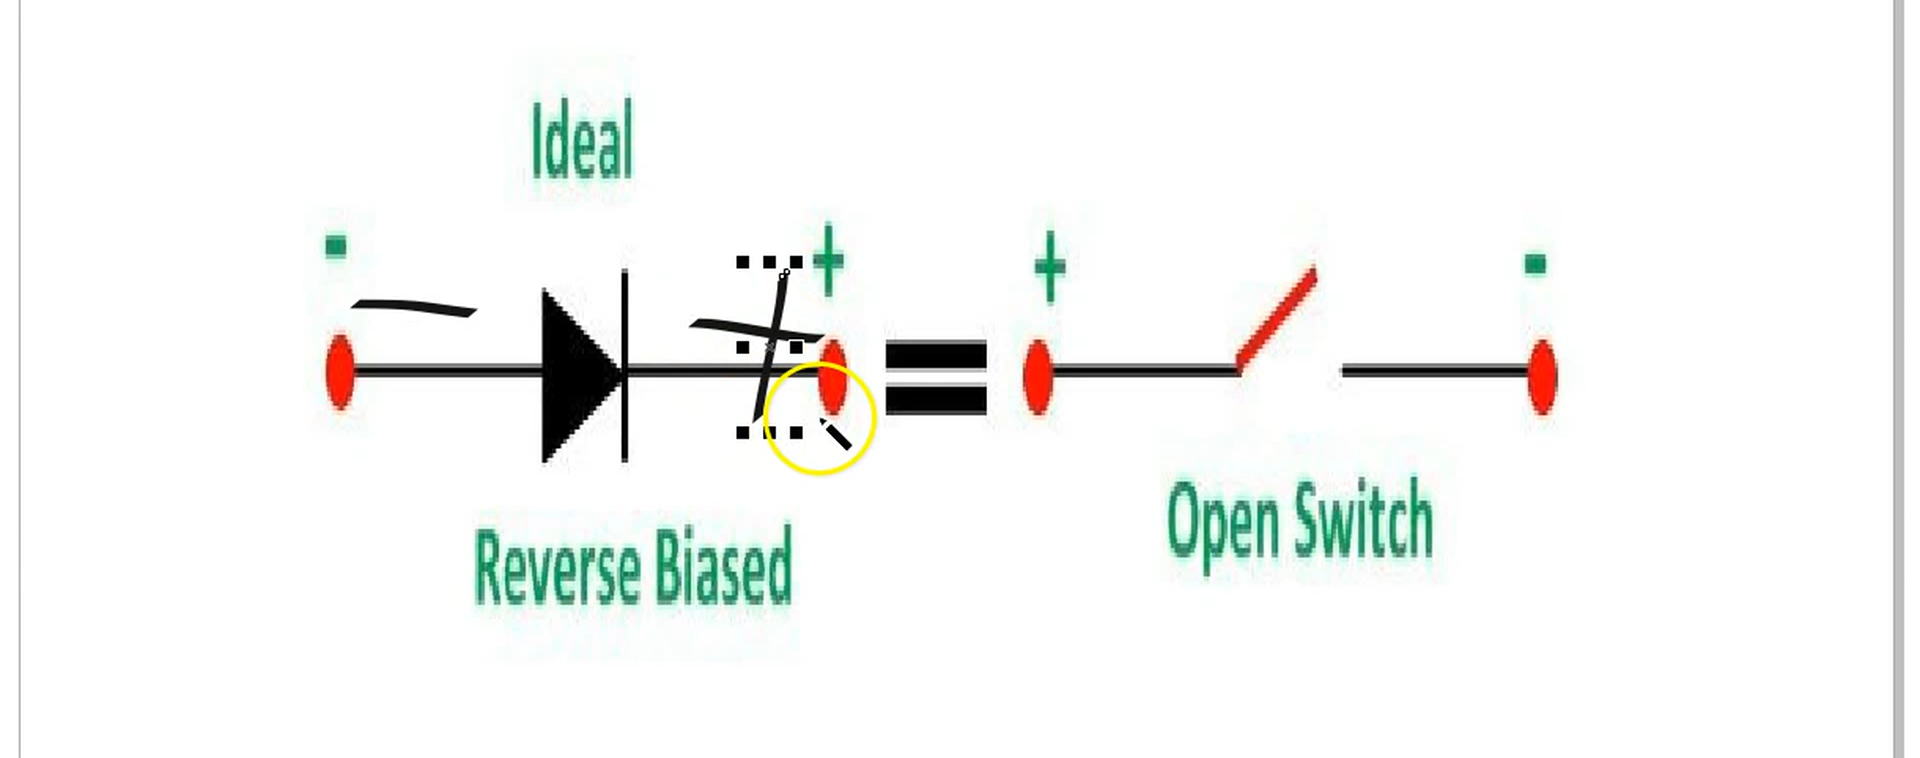 Ideal
- + + -
Reverse Biased
Open Switch